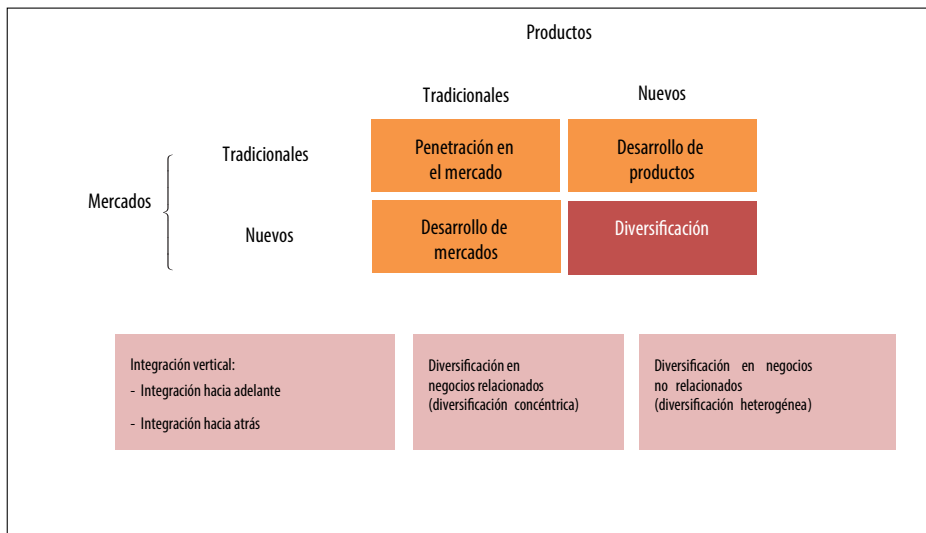 Productos
Tradicionales
Nuevos
Mercados
Tradicionales
Penetración en
el mercado
Desarrollo de
productos
Nuevos
Desarrollo de
mercados
Diversificación
Integración vertical:
- Integración hacia adelante
- Integración hacia atrás
Diversificación en
negocios relacionados
(diversificación concéntrica)
Diversificación en negocios
no relacionados
(diversificación heterogénea)